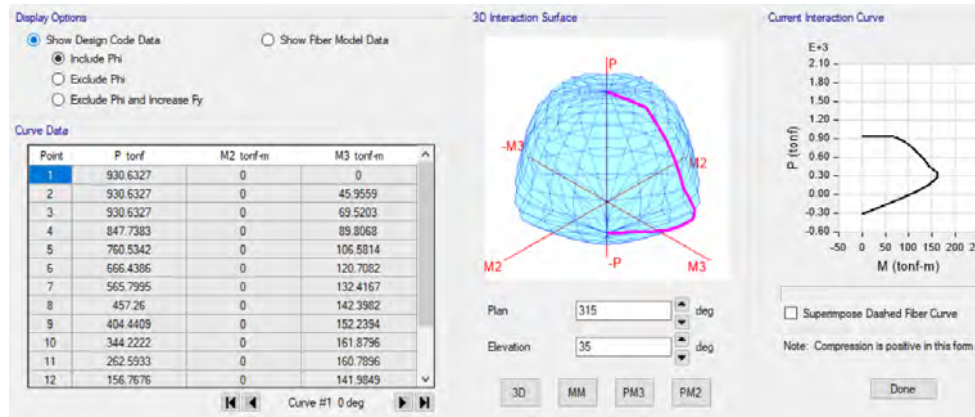 Display Options
Show Design Code Data
Show Fiber Model Data
Include Phi
Exclude Phi
Exclude Phi and Increase Fy
Curve Data
Point P tonf M2 tonf-m M3 tonf-m
1 930.6327 0 0
2 930.6327 0 45.9559
3 930.6327 0 69.5203
4 847.7383 0 89.8068
5 760.5342 0 106.5814
6 666.4386 0 120.7082
7 565.7995 0 132.4167
8 457.26 0 142.3982
9 404.4409 0 152.2394
10 344.2222 0 161.8796
11 262.5933 0 160.7896
12 156.7676 0 141.9849
Curve #1 0 deg
3D Interaction Surface
P
-M3
M2
M2
-P
M3
Plan 315 deg
Elevation 35 deg
3D MM PM3 PM2
Current Interaction Curve
E+3
2.10
1.80
1.50
1.20
0.90
0.60
0.30
0.00
-0.30
-0.60
P (tonf)
-50 0 50 100 150 200 2
M (tonf-m)
Superimpose Dashed Fiber Curve
Note: Compression is positive in this form
Done